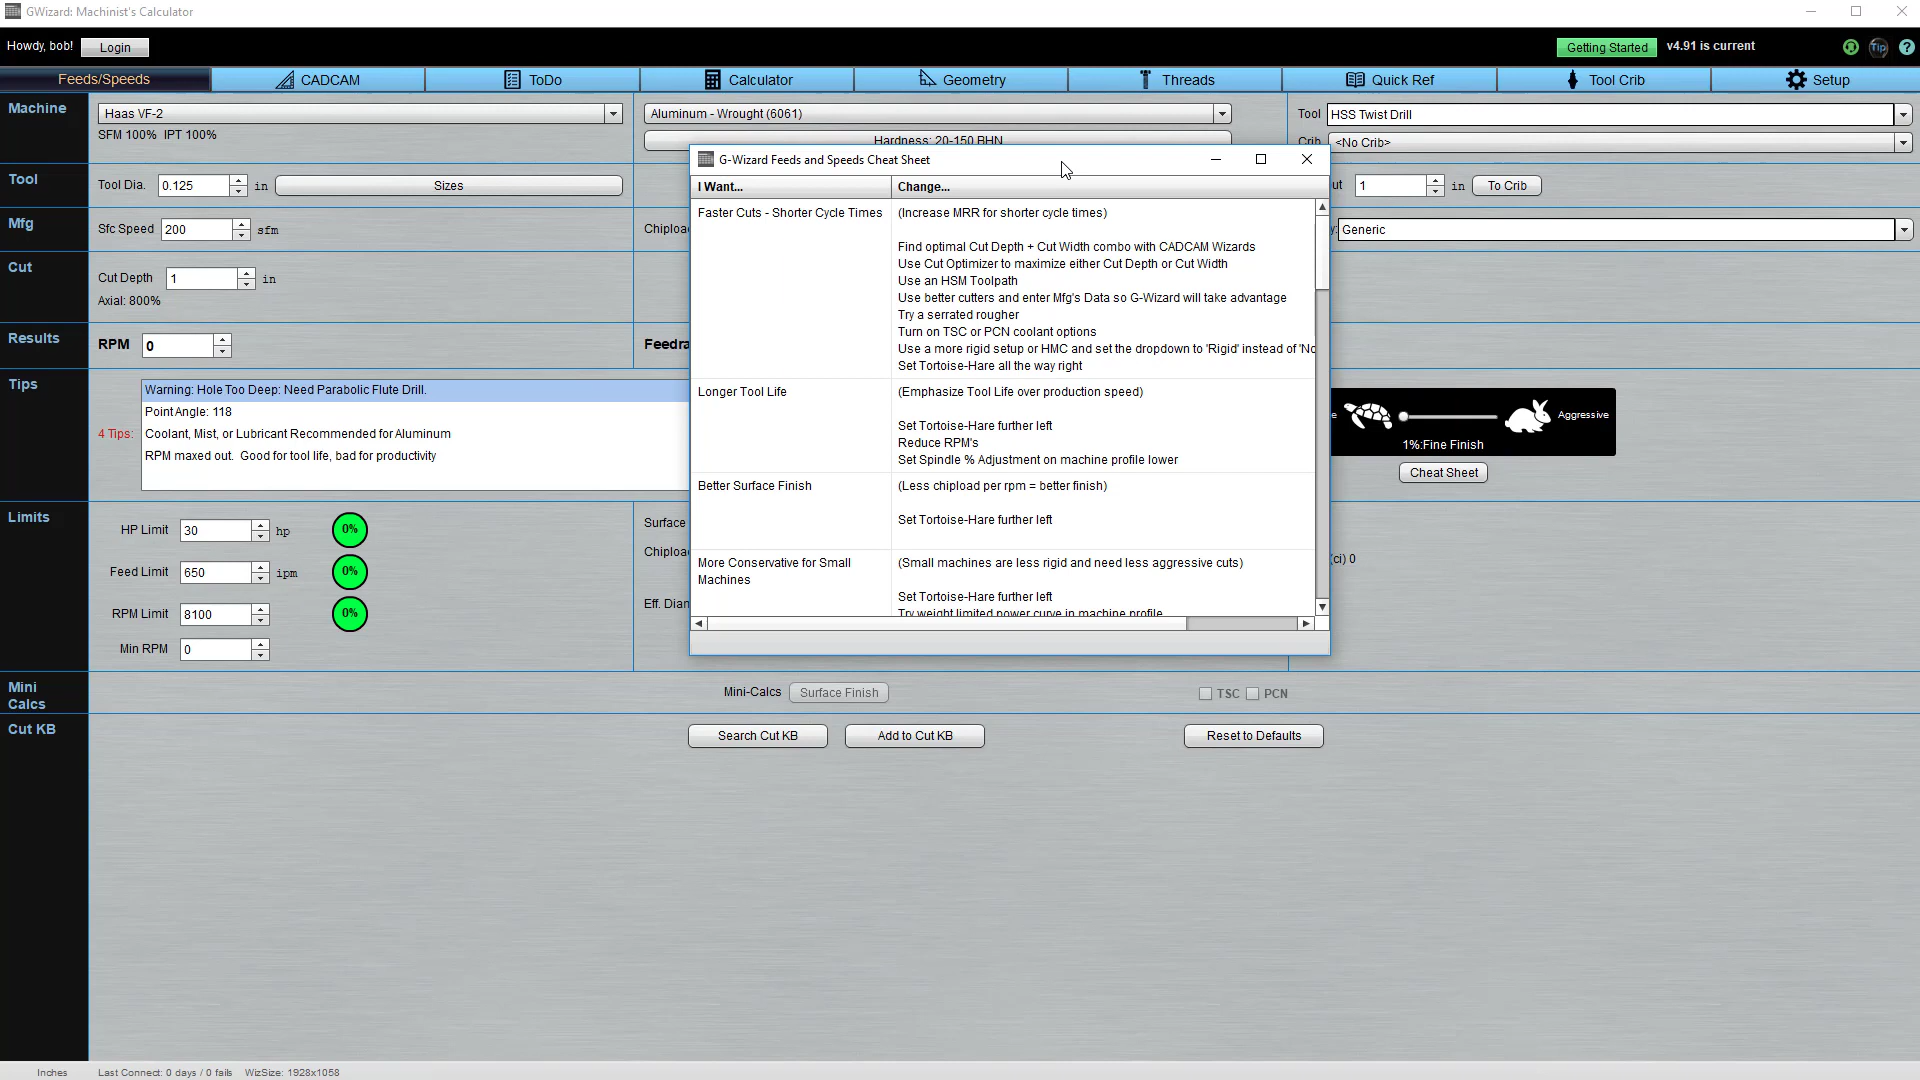 GWizard: Machinist's Calculator
Howdy, bob! Login
Getting Started v4.91 is current Tip ?
Feeds/Speeds CADCAM ToDo Calculator Geometry Threads Quick Ref Tool Crib Setup
Machine
Haas VF-2
SFM 100% IPT 100%
Aluminum - Wrought (6061)
Hardness: 20-150 BHN
Tool HSS Twist Drill
Crib <No Crib>
Tool
Tool Dia. 0.125 in Sizes
ut 1 in To Crib
Mfg
Sfc Speed 200 sfm
Chiploa
y: Generic
Cut
Cut Depth 1 in
Axial: 800%
Results
RPM 0
Feedra
Tips
4 Tips:
Warning: Hole Too Deep: Need Parabolic Flute Drill.
Point Angle: 118
Coolant, Mist, or Lubricant Recommended for Aluminum
RPM maxed out. Good for tool life, bad for productivity
e Aggressive
1%:Fine Finish
Cheat Sheet
Limits
HP Limit 30 hp 0%
Feed Limit 650 ipm 0%
RPM Limit 8100 0%
Min RPM 0
Surface
Chiploa
Eff. Dian
(ci) 0
G-Wizard Feeds and Speeds Cheat Sheet
I Want... Change...
Faster Cuts - Shorter Cycle Times (Increase MRR for shorter cycle times)
Find optimal Cut Depth + Cut Width combo with CADCAM Wizards
Use Cut Optimizer to maximize either Cut Depth or Cut Width
Use an HSM Toolpath
Use better cutters and enter Mfg's Data so G-Wizard will take advantage
Try a serrated rougher
Turn on TSC or PCN coolant options
Use a more rigid setup or HMC and set the dropdown to 'Rigid' instead of 'No
Set Tortoise-Hare all the way right
Longer Tool Life (Emphasize Tool Life over production speed)
Set Tortoise-Hare further left
Reduce RPM's
Set Spindle % Adjustment on machine profile lower
Better Surface Finish (Less chipload per rpm = better finish)
Set Tortoise-Hare further left
More Conservative for Small (Small machines are less rigid and need less aggressive cuts)
Machines
Set Tortoise-Hare further left
Try weight limited power curve in machine profile
Mini
Calcs
Mini-Calcs Surface Finish TSC PCN
Cut KB
Search Cut KB Add to Cut KB Reset to Defaults
Inches Last Connect: 0 days / 0 fails WizSize: 1928x1058